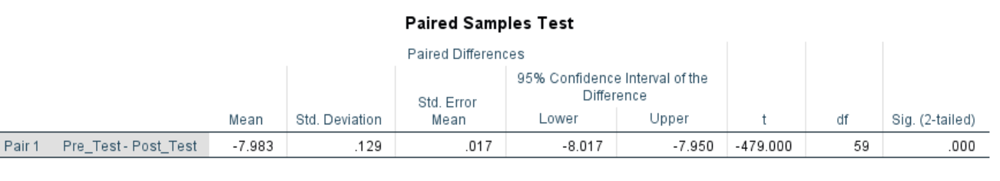 Paired Samples Test
Paired Differences
95% Confidence Interval of the
Difference
Std. Error
Mean
Mean Std. Deviation Lower Upper t df Sig. (2-tailed)
Pair 1 Pre_Test - Post_Test -7.983 .129 .017 -8.017 -7.950 -479.000 59 .000